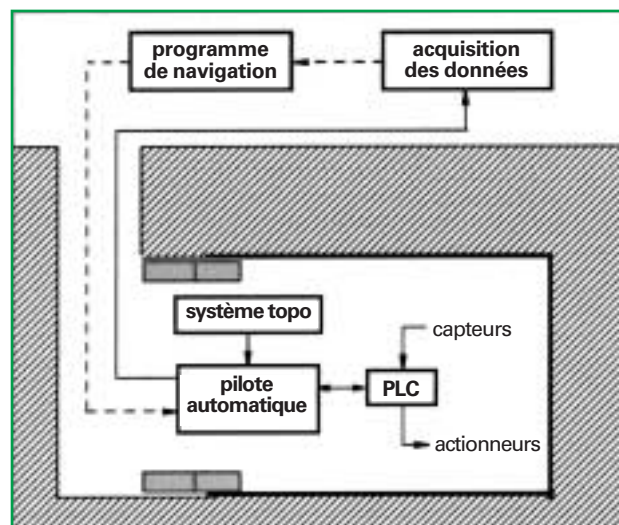 programme
de navigation
acquisition
des données
système topo
capteurs
pilote
automatique
PLC
actionneurs